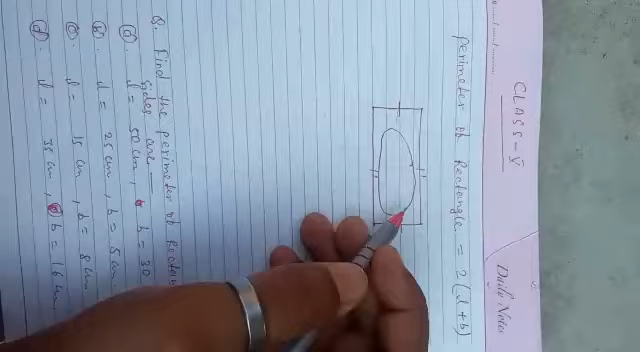 CLASS - V
Daily Notes
perimeter of Rectangle = 2(l+b)
Q. Find the perimeter of Rectan
sides are —
(a) l = 50 cm, b = 30
(b) l = 25 cm, b = 5 cm
(c) l = 15 cm, b = 8 cm
(d) l = 35 cm, b = 16 cm